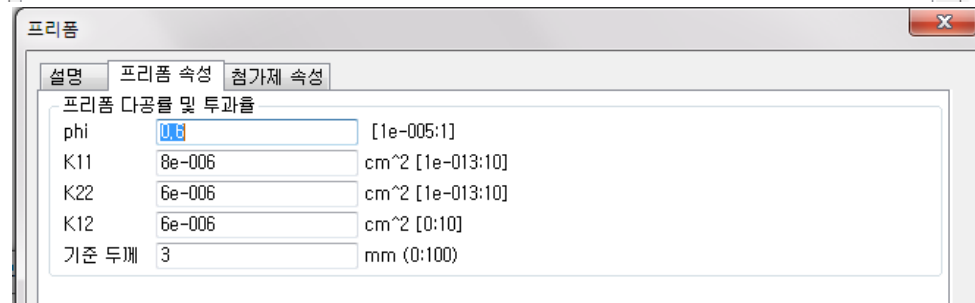 프리폼
설명 프리폼 속성 첨가제 속성
프리폼 다공률 및 투과율
phi 0,6 [1e-005:1]
K11 8e-006 cm^2 [1e-013:10]
K22 6e-006 cm^2 [1e-013:10]
K12 6e-006 cm^2 [0:10]
기준 두께 3 mm (0:100)